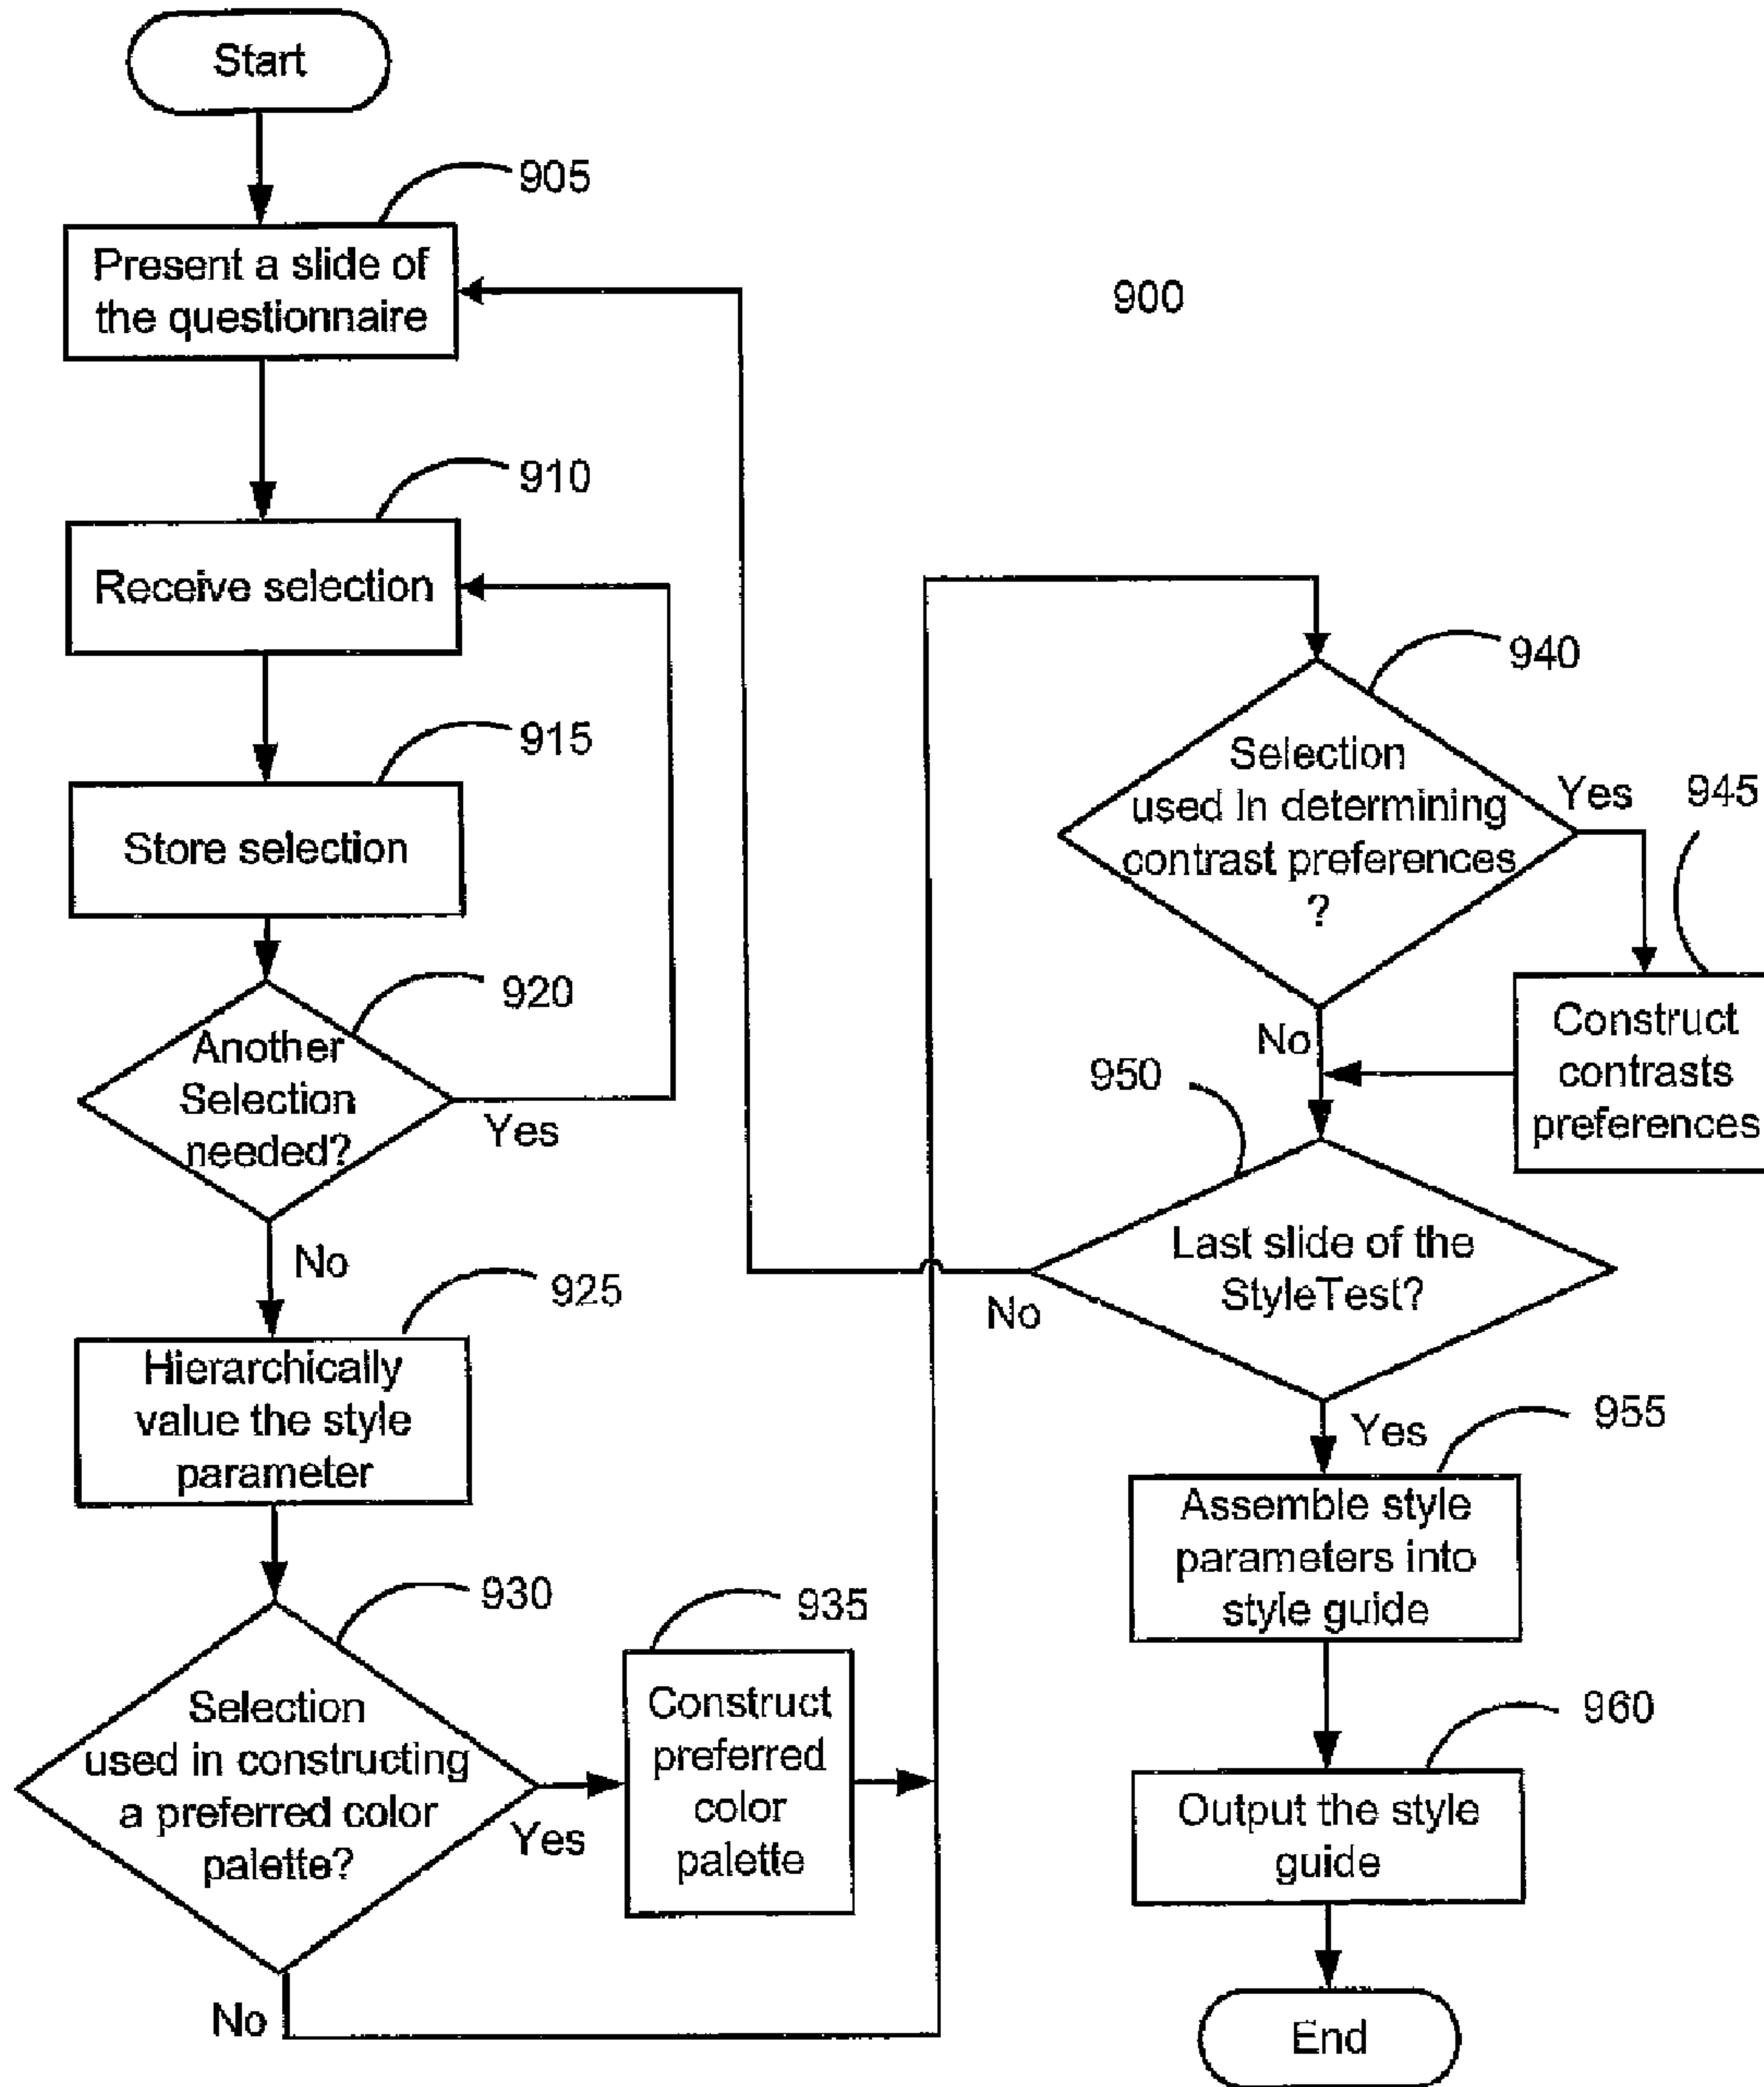 Start
905
Present a slide of
the questionnaire
900
910
Receive selection
915
Store selection
920
Another
Selection
needed?
Yes
No
925
Hierarchically
value the style
parameter
930
Selection
used in constructing
a preferred color
palette?
Yes
No
935
Construct
preferred
color
palette
940
Selection
used in determining
contrast preferences
?
Yes
945
No
Construct
contrasts
preferences
950
Last slide of the
StyleTest?
No
Yes
955
Assemble style
parameters into
style guide
960
Output the style
guide
End